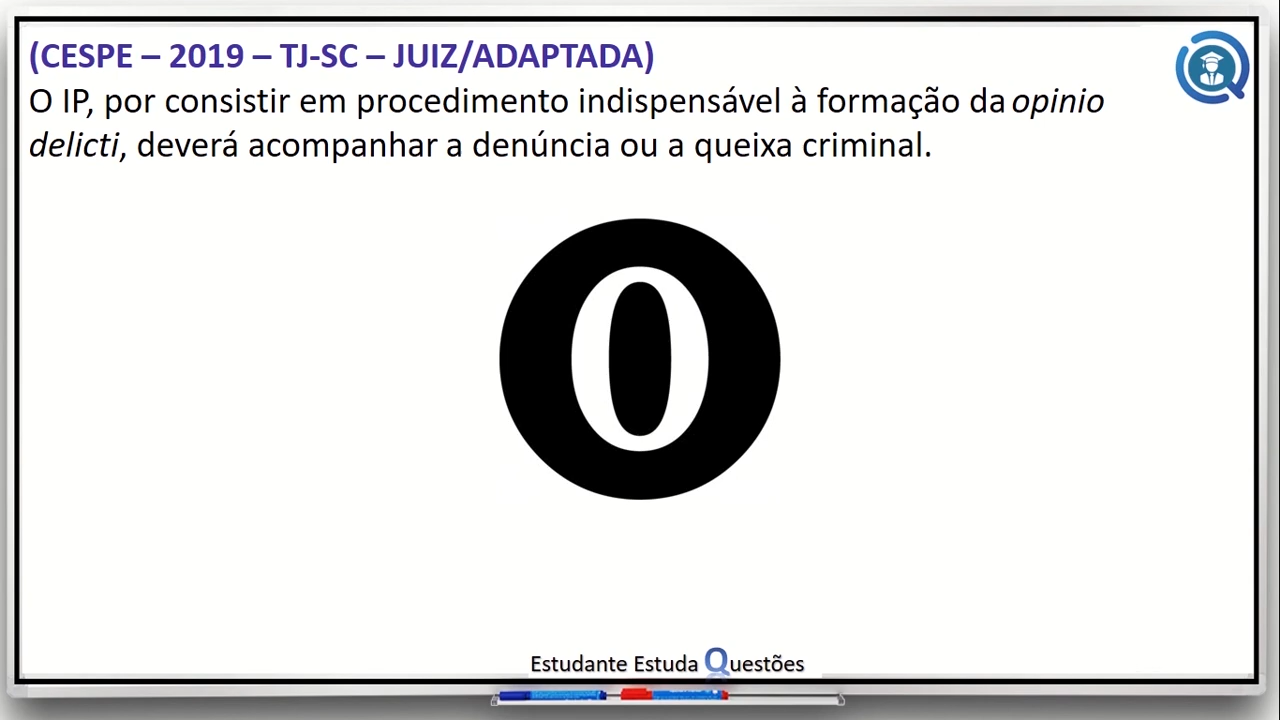 (CESPE – 2019 – TJ-SC – JUIZ/ADAPTADA)
O IP, por consistir em procedimento indispensável à formação da opinio
delicti, deverá acompanhar a denúncia ou a queixa criminal.
0
Estudante Estuda Questões